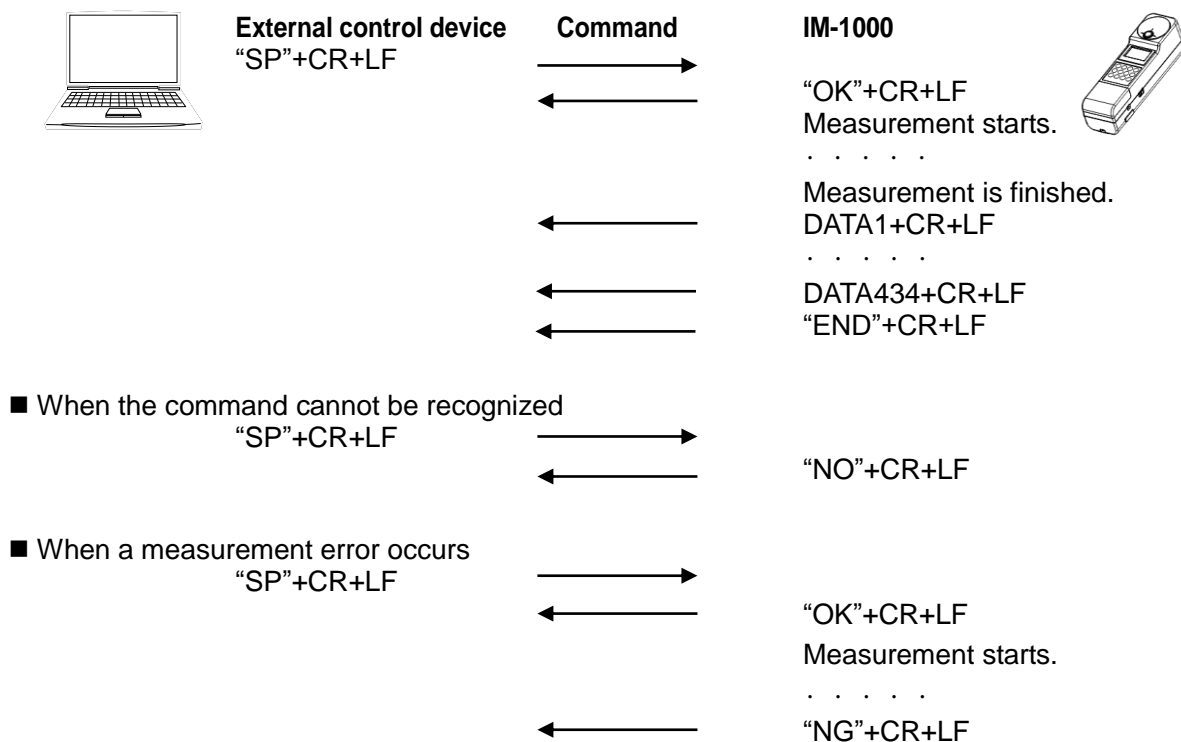 External control device Command IM-1000
“SP”+CR+LF
“OK”+CR+LF
Measurement starts.
· · · · ·
Measurement is finished.
DATA1+CR+LF
· · · · ·
DATA434+CR+LF
“END”+CR+LF
■ When the command cannot be recognized
“SP”+CR+LF
“NO”+CR+LF
■ When a measurement error occurs
“SP”+CR+LF
“OK”+CR+LF
Measurement starts.
· · · · ·
“NG”+CR+LF